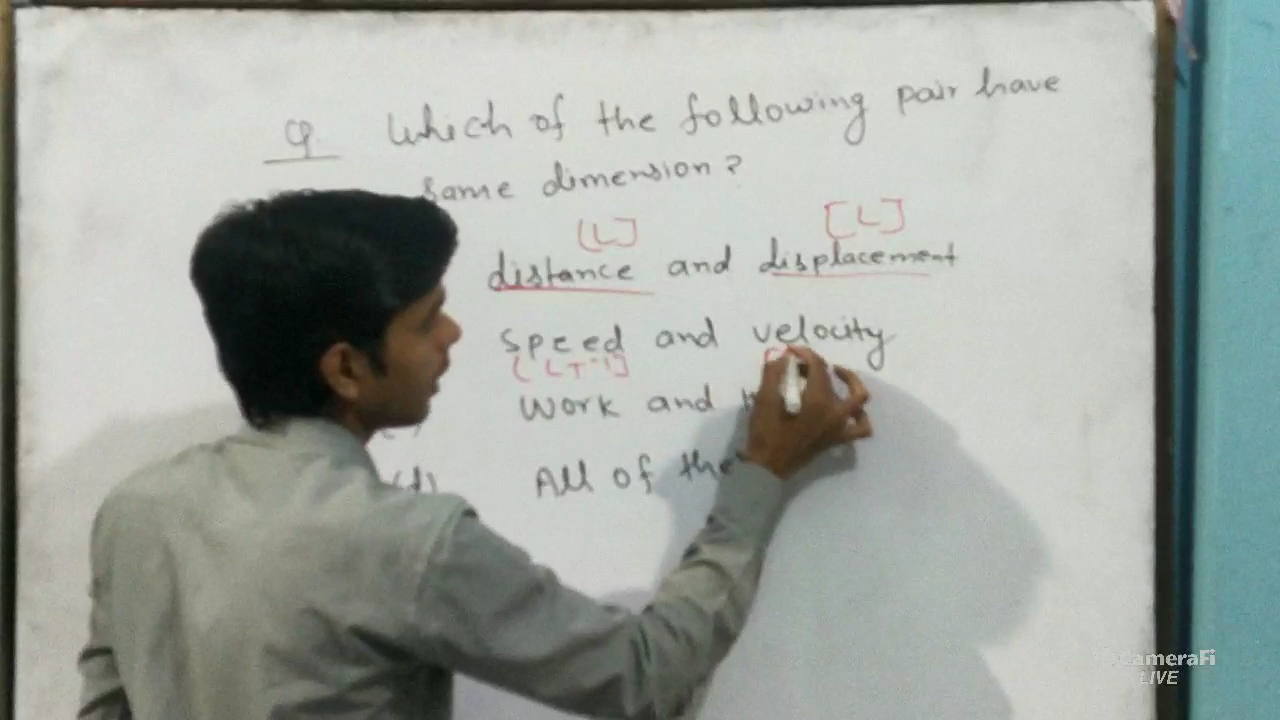 Q Which of the following pair have
same dimension?
[L] [L]
distance and displacement
speed and velocity
[LT⁻¹] [
Work and
(d) All of the
CameraFi
LIVE